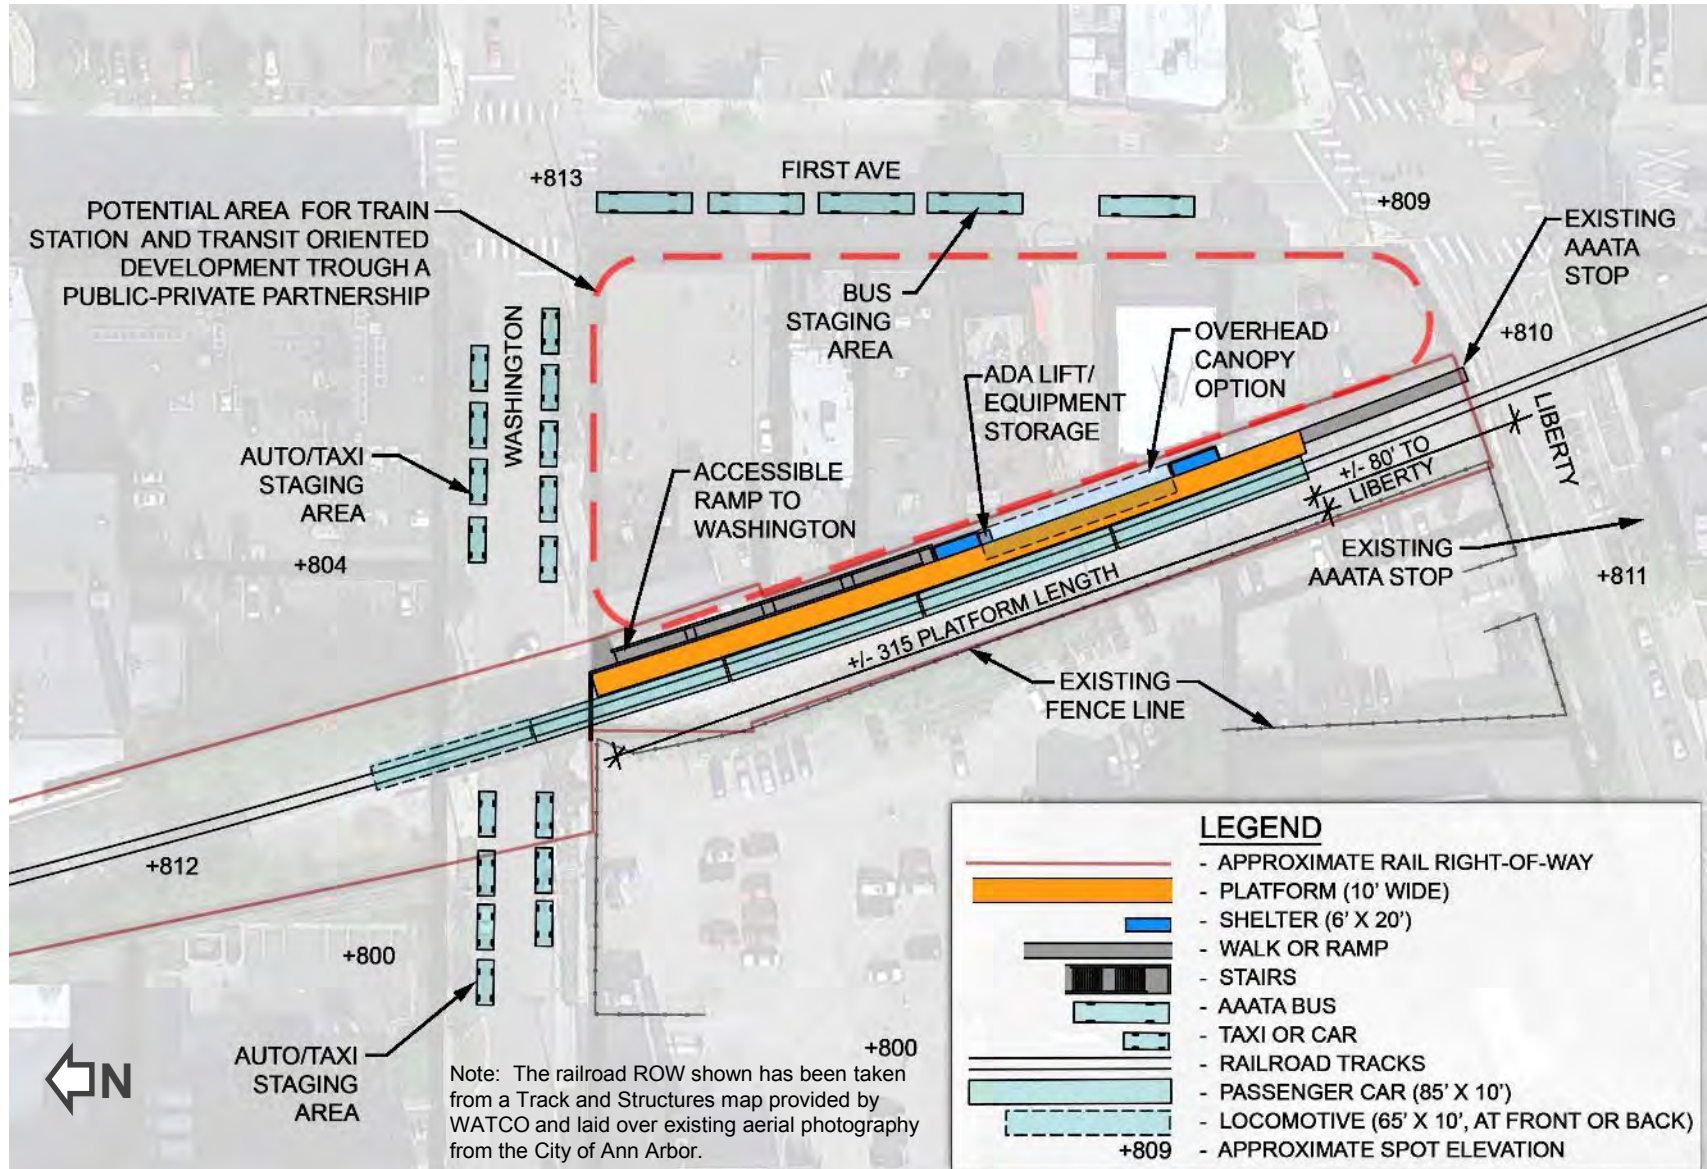 FIRST AVE
+813
+809
POTENTIAL AREA FOR TRAIN
STATION AND TRANSIT ORIENTED
DEVELOPMENT TROUGH A
PUBLIC-PRIVATE PARTNERSHIP
EXISTING
AAATA
STOP
BUS
STAGING
AREA
WASHINGTON
OVERHEAD
CANOPY
OPTION
+810
ADA LIFT/
EQUIPMENT
STORAGE
LIBERTY
AUTO/TAXI
STAGING
AREA
ACCESSIBLE
RAMP TO
WASHINGTON
+/- 80' TO
LIBERTY
+804
EXISTING
AAATA STOP
+811
+/- 315 PLATFORM LENGTH
EXISTING
FENCE LINE
+812
+800
AUTO/TAXI
STAGING
AREA
+800
N
Note: The railroad ROW shown has been taken
from a Track and Structures map provided by
WATCO and laid over existing aerial photography
from the City of Ann Arbor.
LEGEND
- APPROXIMATE RAIL RIGHT-OF-WAY
- PLATFORM (10' WIDE)
- SHELTER (6' X 20')
- WALK OR RAMP
- STAIRS
- AAATA BUS
- TAXI OR CAR
- RAILROAD TRACKS
- PASSENGER CAR (85' X 10')
- LOCOMOTIVE (65' X 10', AT FRONT OR BACK)
+809 - APPROXIMATE SPOT ELEVATION